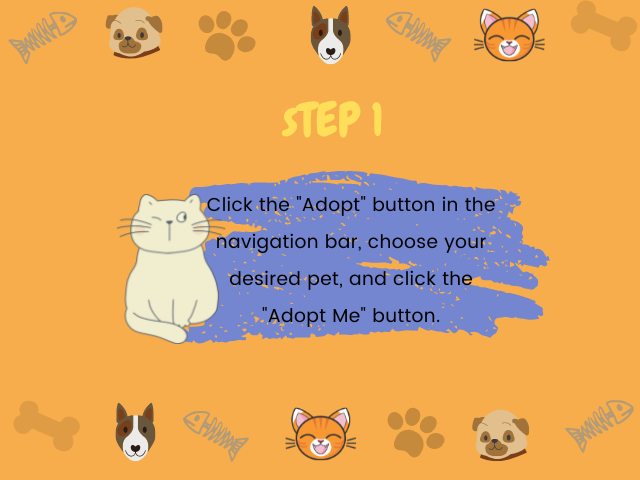 STEP 1
Click the "Adopt" button in the
navigation bar, choose your
desired pet, and click the
"Adopt Me" button.